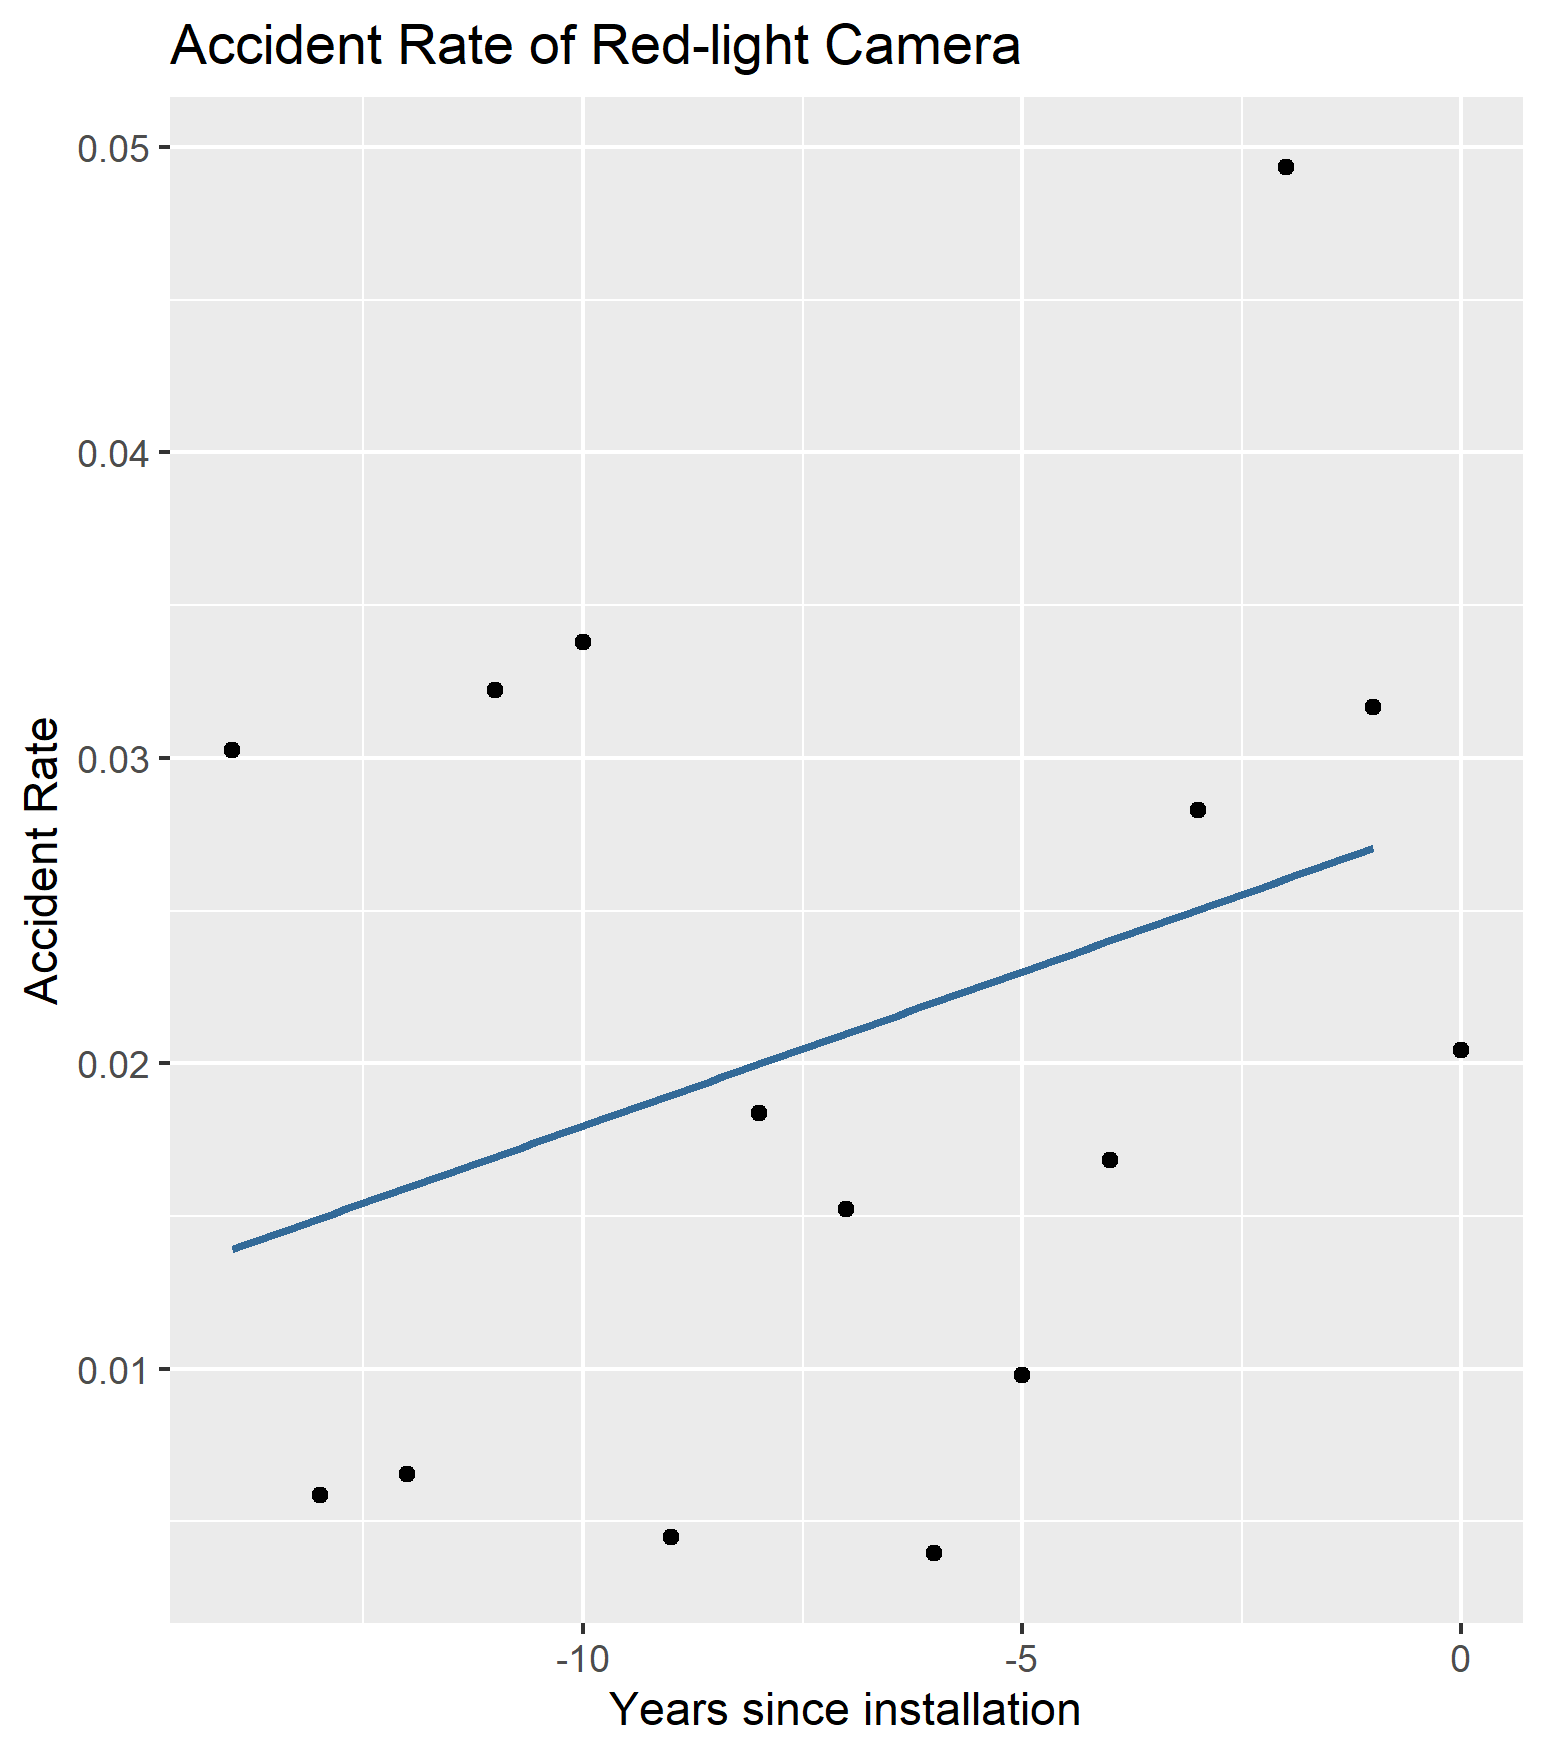 Accident Rate of Red-light Camera
0.05
0.04
0.03
0.02
0.01
Accident Rate
-10
-5
0
Years since installation